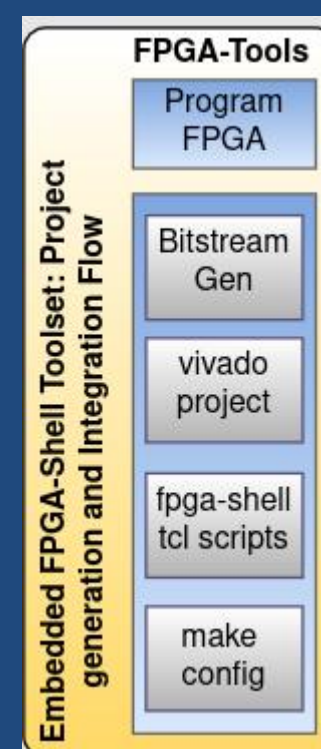 FPGA-Tools
Program
FPGA
Bitstream
Gen
vivado
project
fpga-shell
tcl scripts
make
config
Embedded FPGA-Shell Toolset: Project
generation and Integration Flow